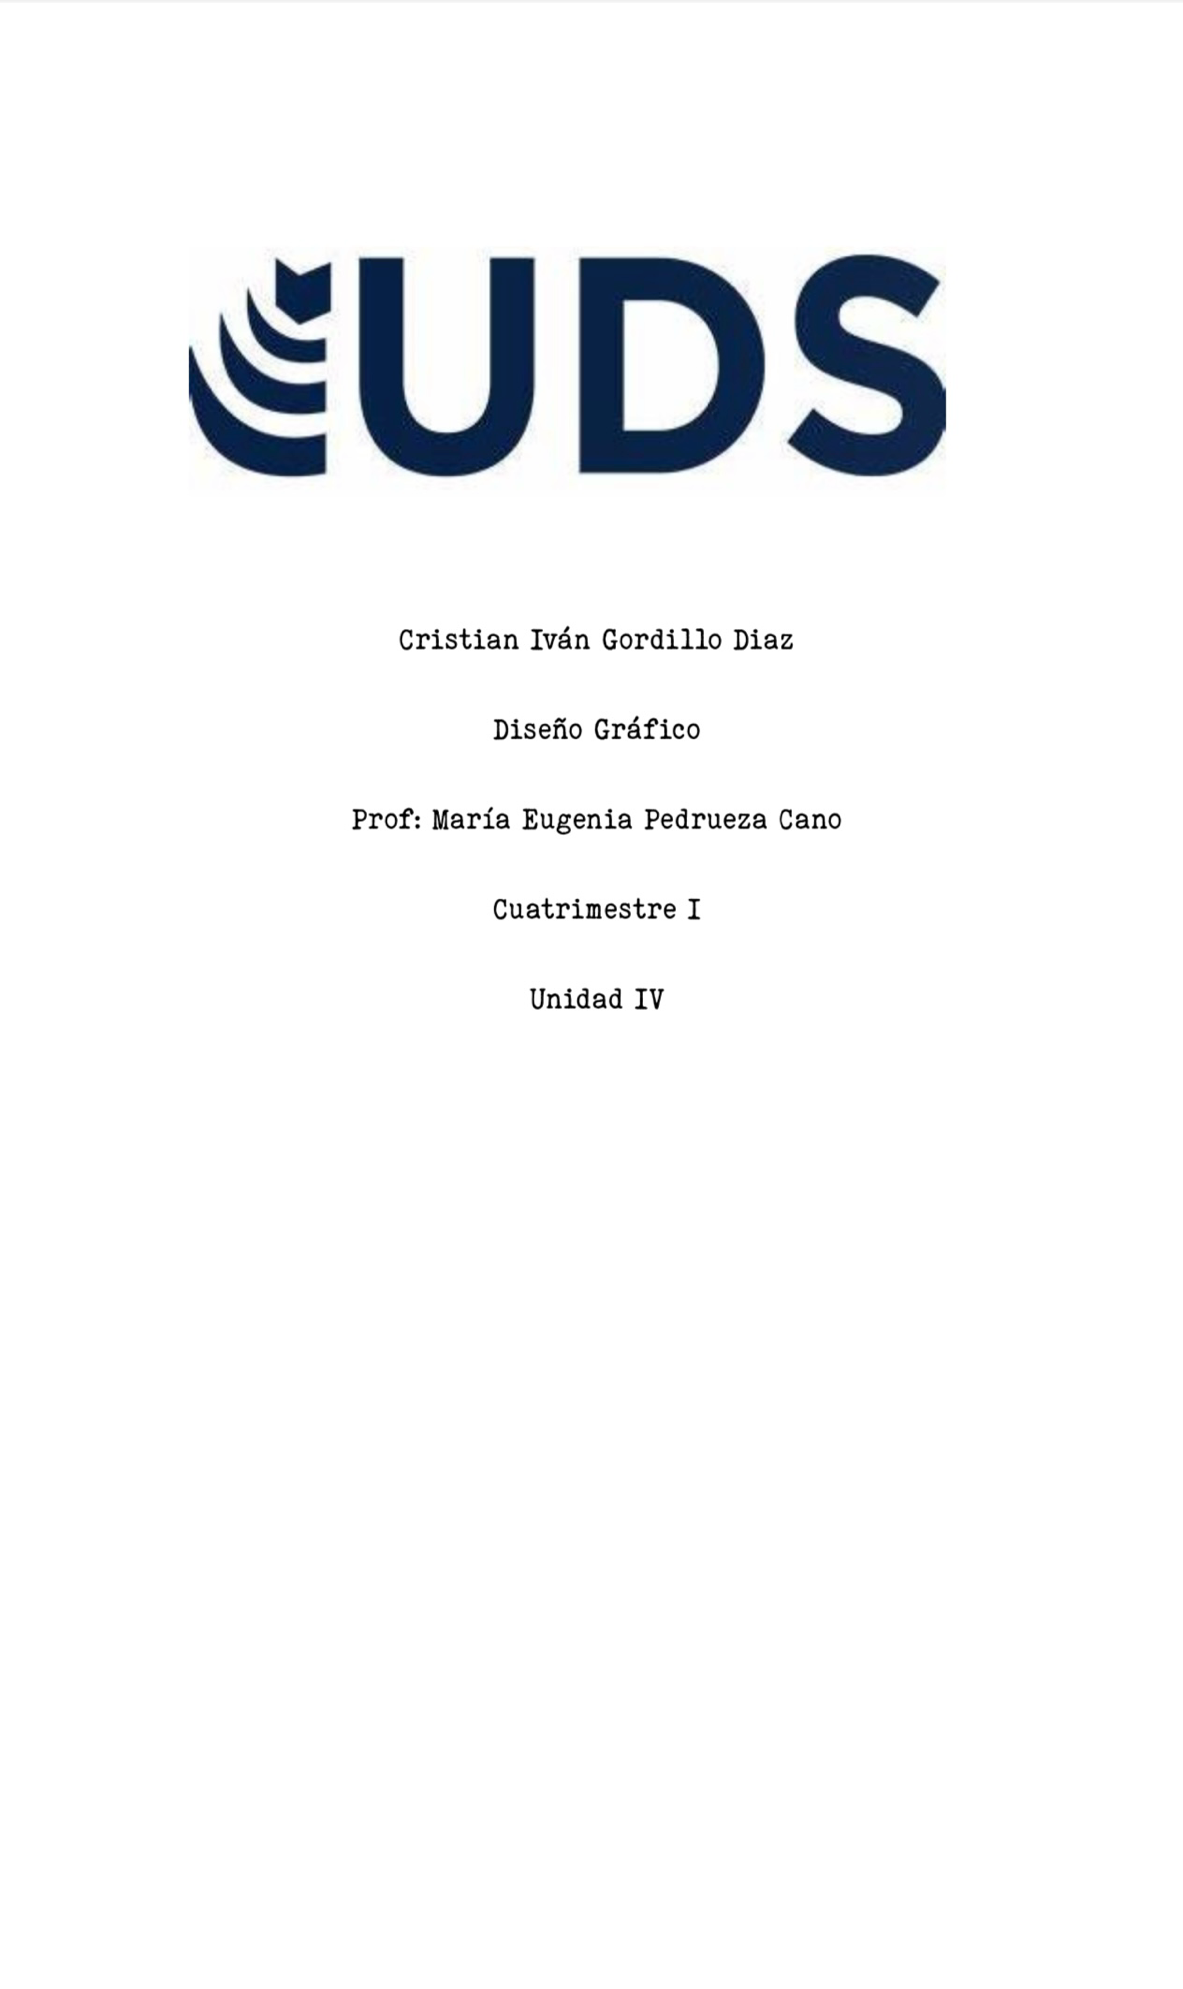 UDS
Cristian Iván Gordillo Diaz
Diseño Gráfico
Prof: María Eugenia Pedrueza Cano
Cuatrimestre I
Unidad IV